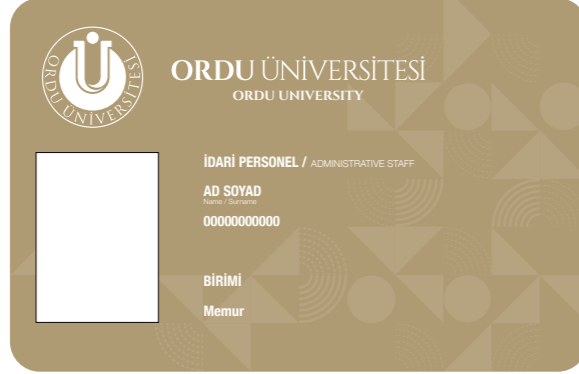 ORDU ÜNİVERSİTESİ
ORDU ÜNİVERSİTESİ
ORDU UNIVERSITY
İDARİ PERSONEL / ADMINISTRATIVE STAFF
AD SOYAD
Name / Surname
00000000000
BİRİMİ
Memur